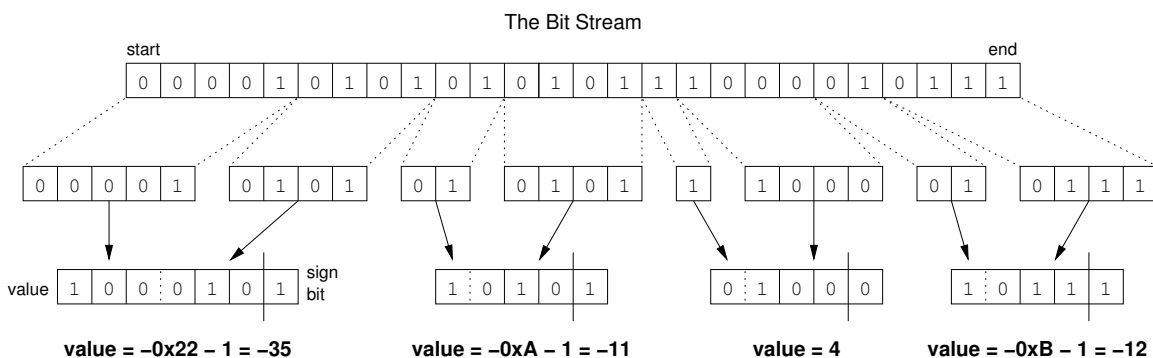 The Bit Stream
start end
0 0 0 0 1 0 1 0 1 0 1 0 1 0 1 1 1 0 0 0 0 1 0 1 1 1
0 0 0 0 1 0 1 0 1 0 1 0 1 0 1 1 1 0 0 0 0 1 0 1 1 1
value 1 0 0 0 1 0 1 sign bit 1 0 1 0 1 0 1 0 0 0 1 0 1 1 1
value = −0x22 − 1 = −35 value = −0xA − 1 = −11 value = 4 value = −0xB − 1 = −12